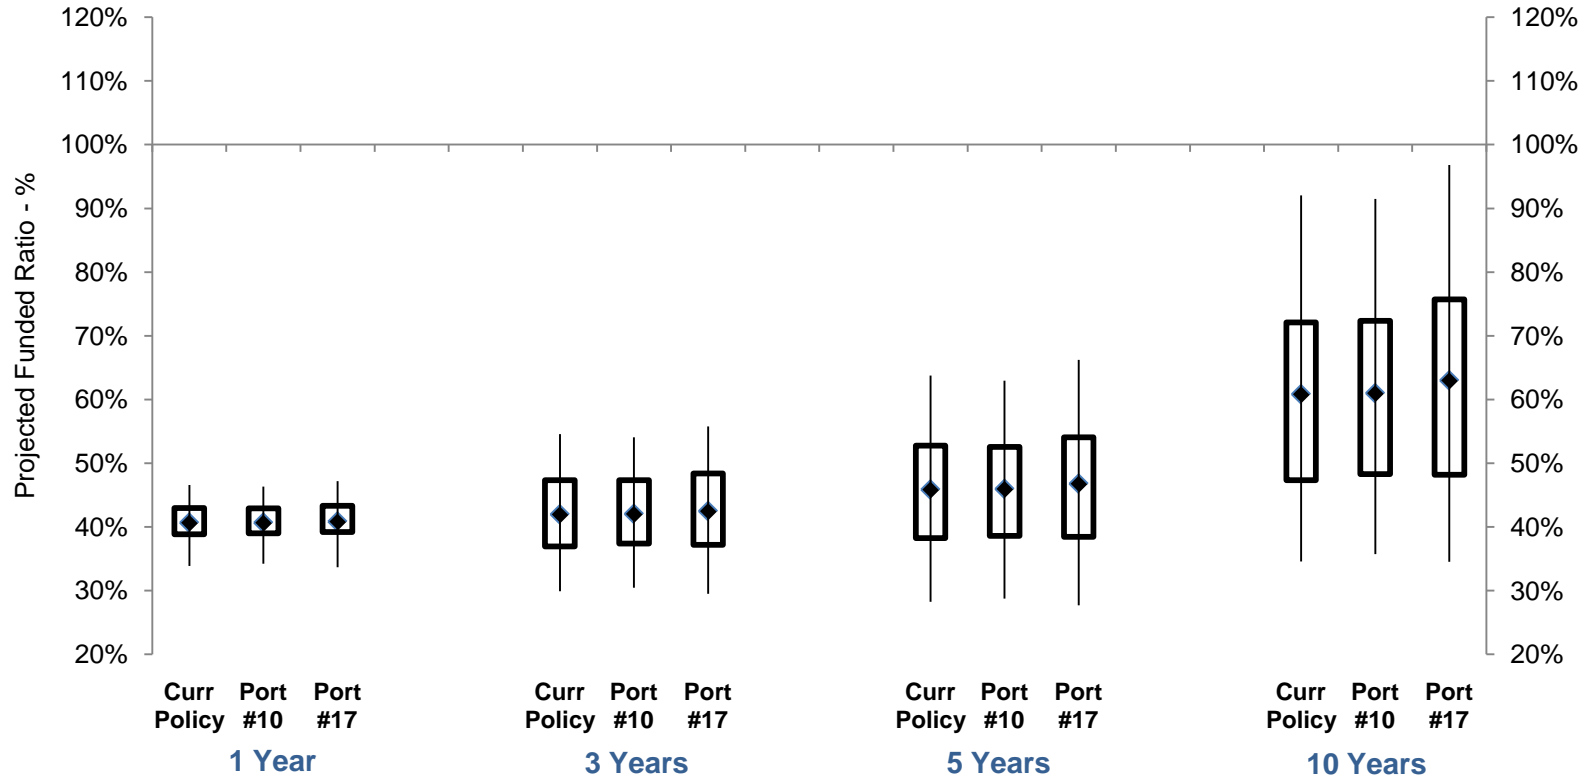 120% 120%
110% 110%
100% 100%
90% 90%
80% 80%
70% 70%
60% 60%
50% 50%
40% 40%
30% 30%
20% 20%
Projected Funded Ratio - %
Curr Port Port Curr Port Port Curr Port Port Curr Port Port
Policy #10 #17 Policy #10 #17 Policy #10 #17 Policy #10 #17
1 Year 3 Years 5 Years 10 Years